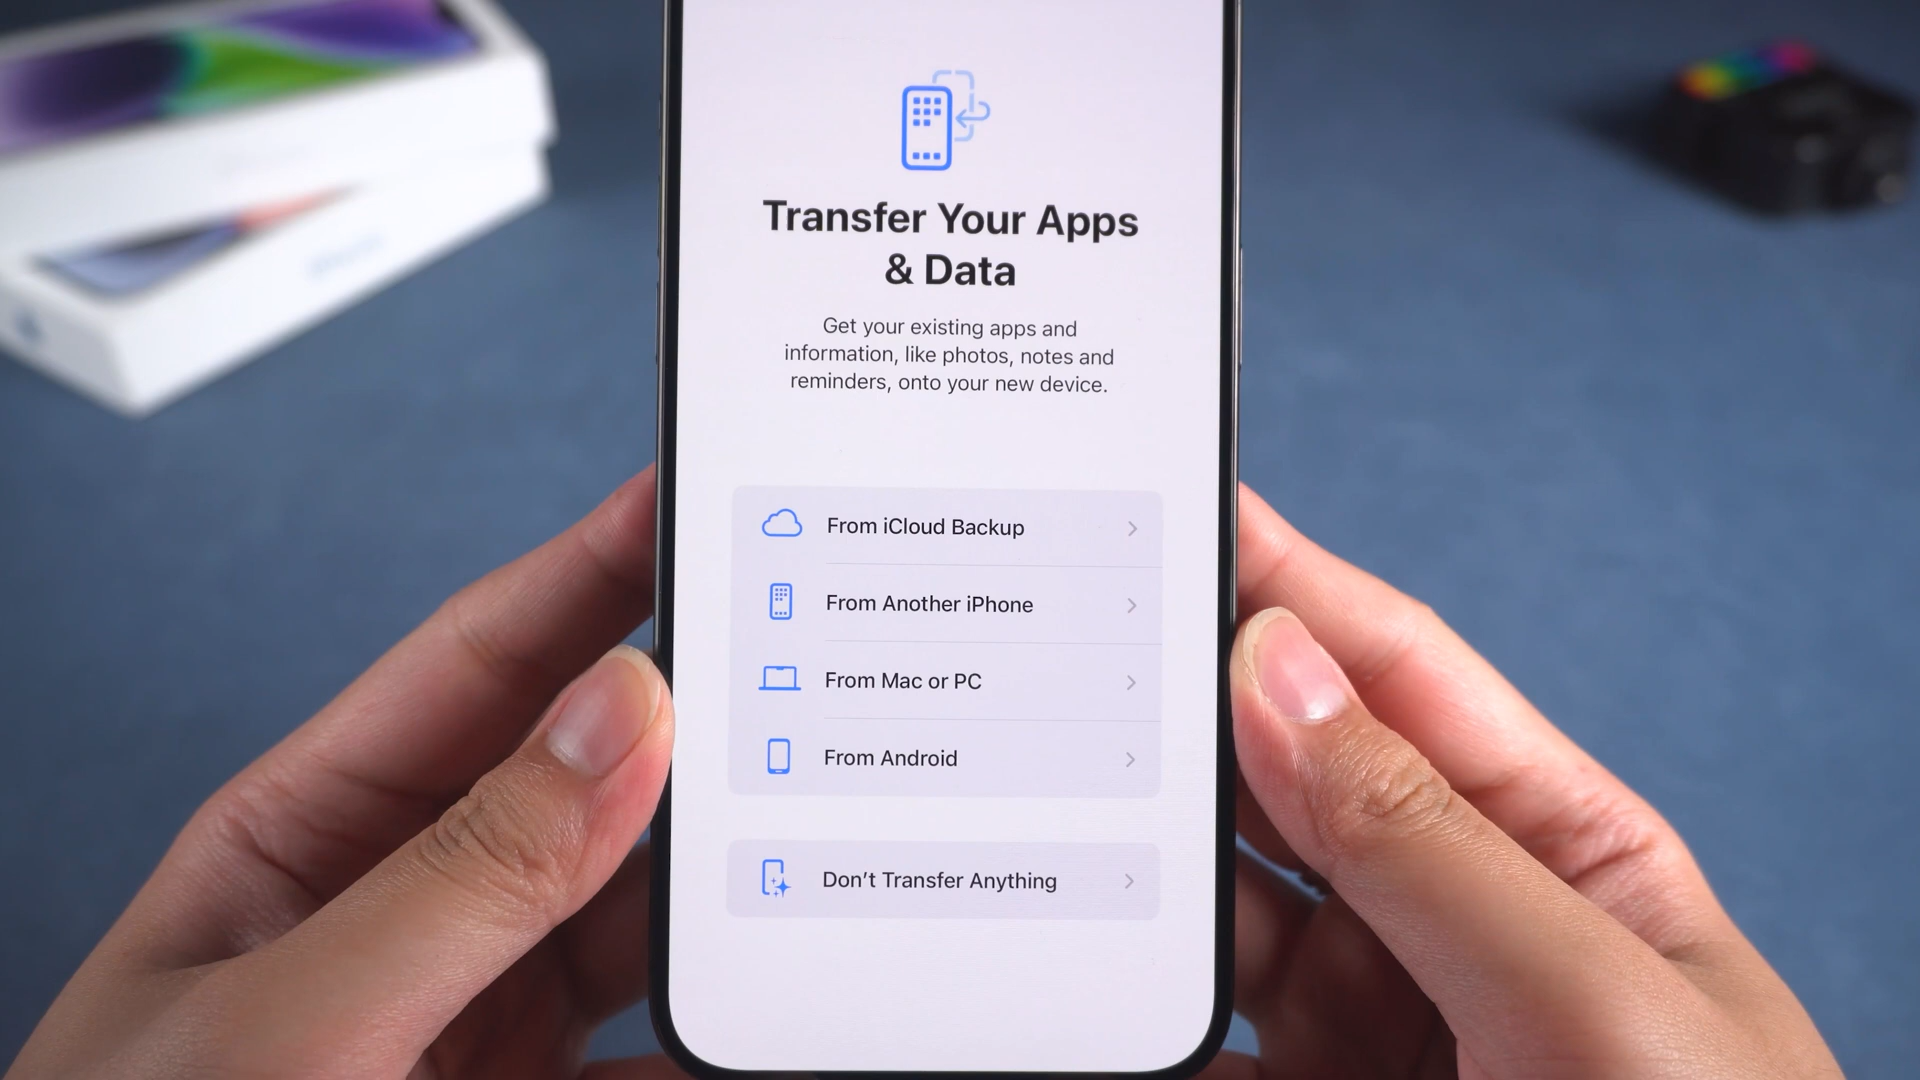 Transfer Your Apps
& Data
Get your existing apps and
information, like photos, notes and
reminders, onto your new device.
From iCloud Backup
From Another iPhone
From Mac or PC
From Android
Don’t Transfer Anything